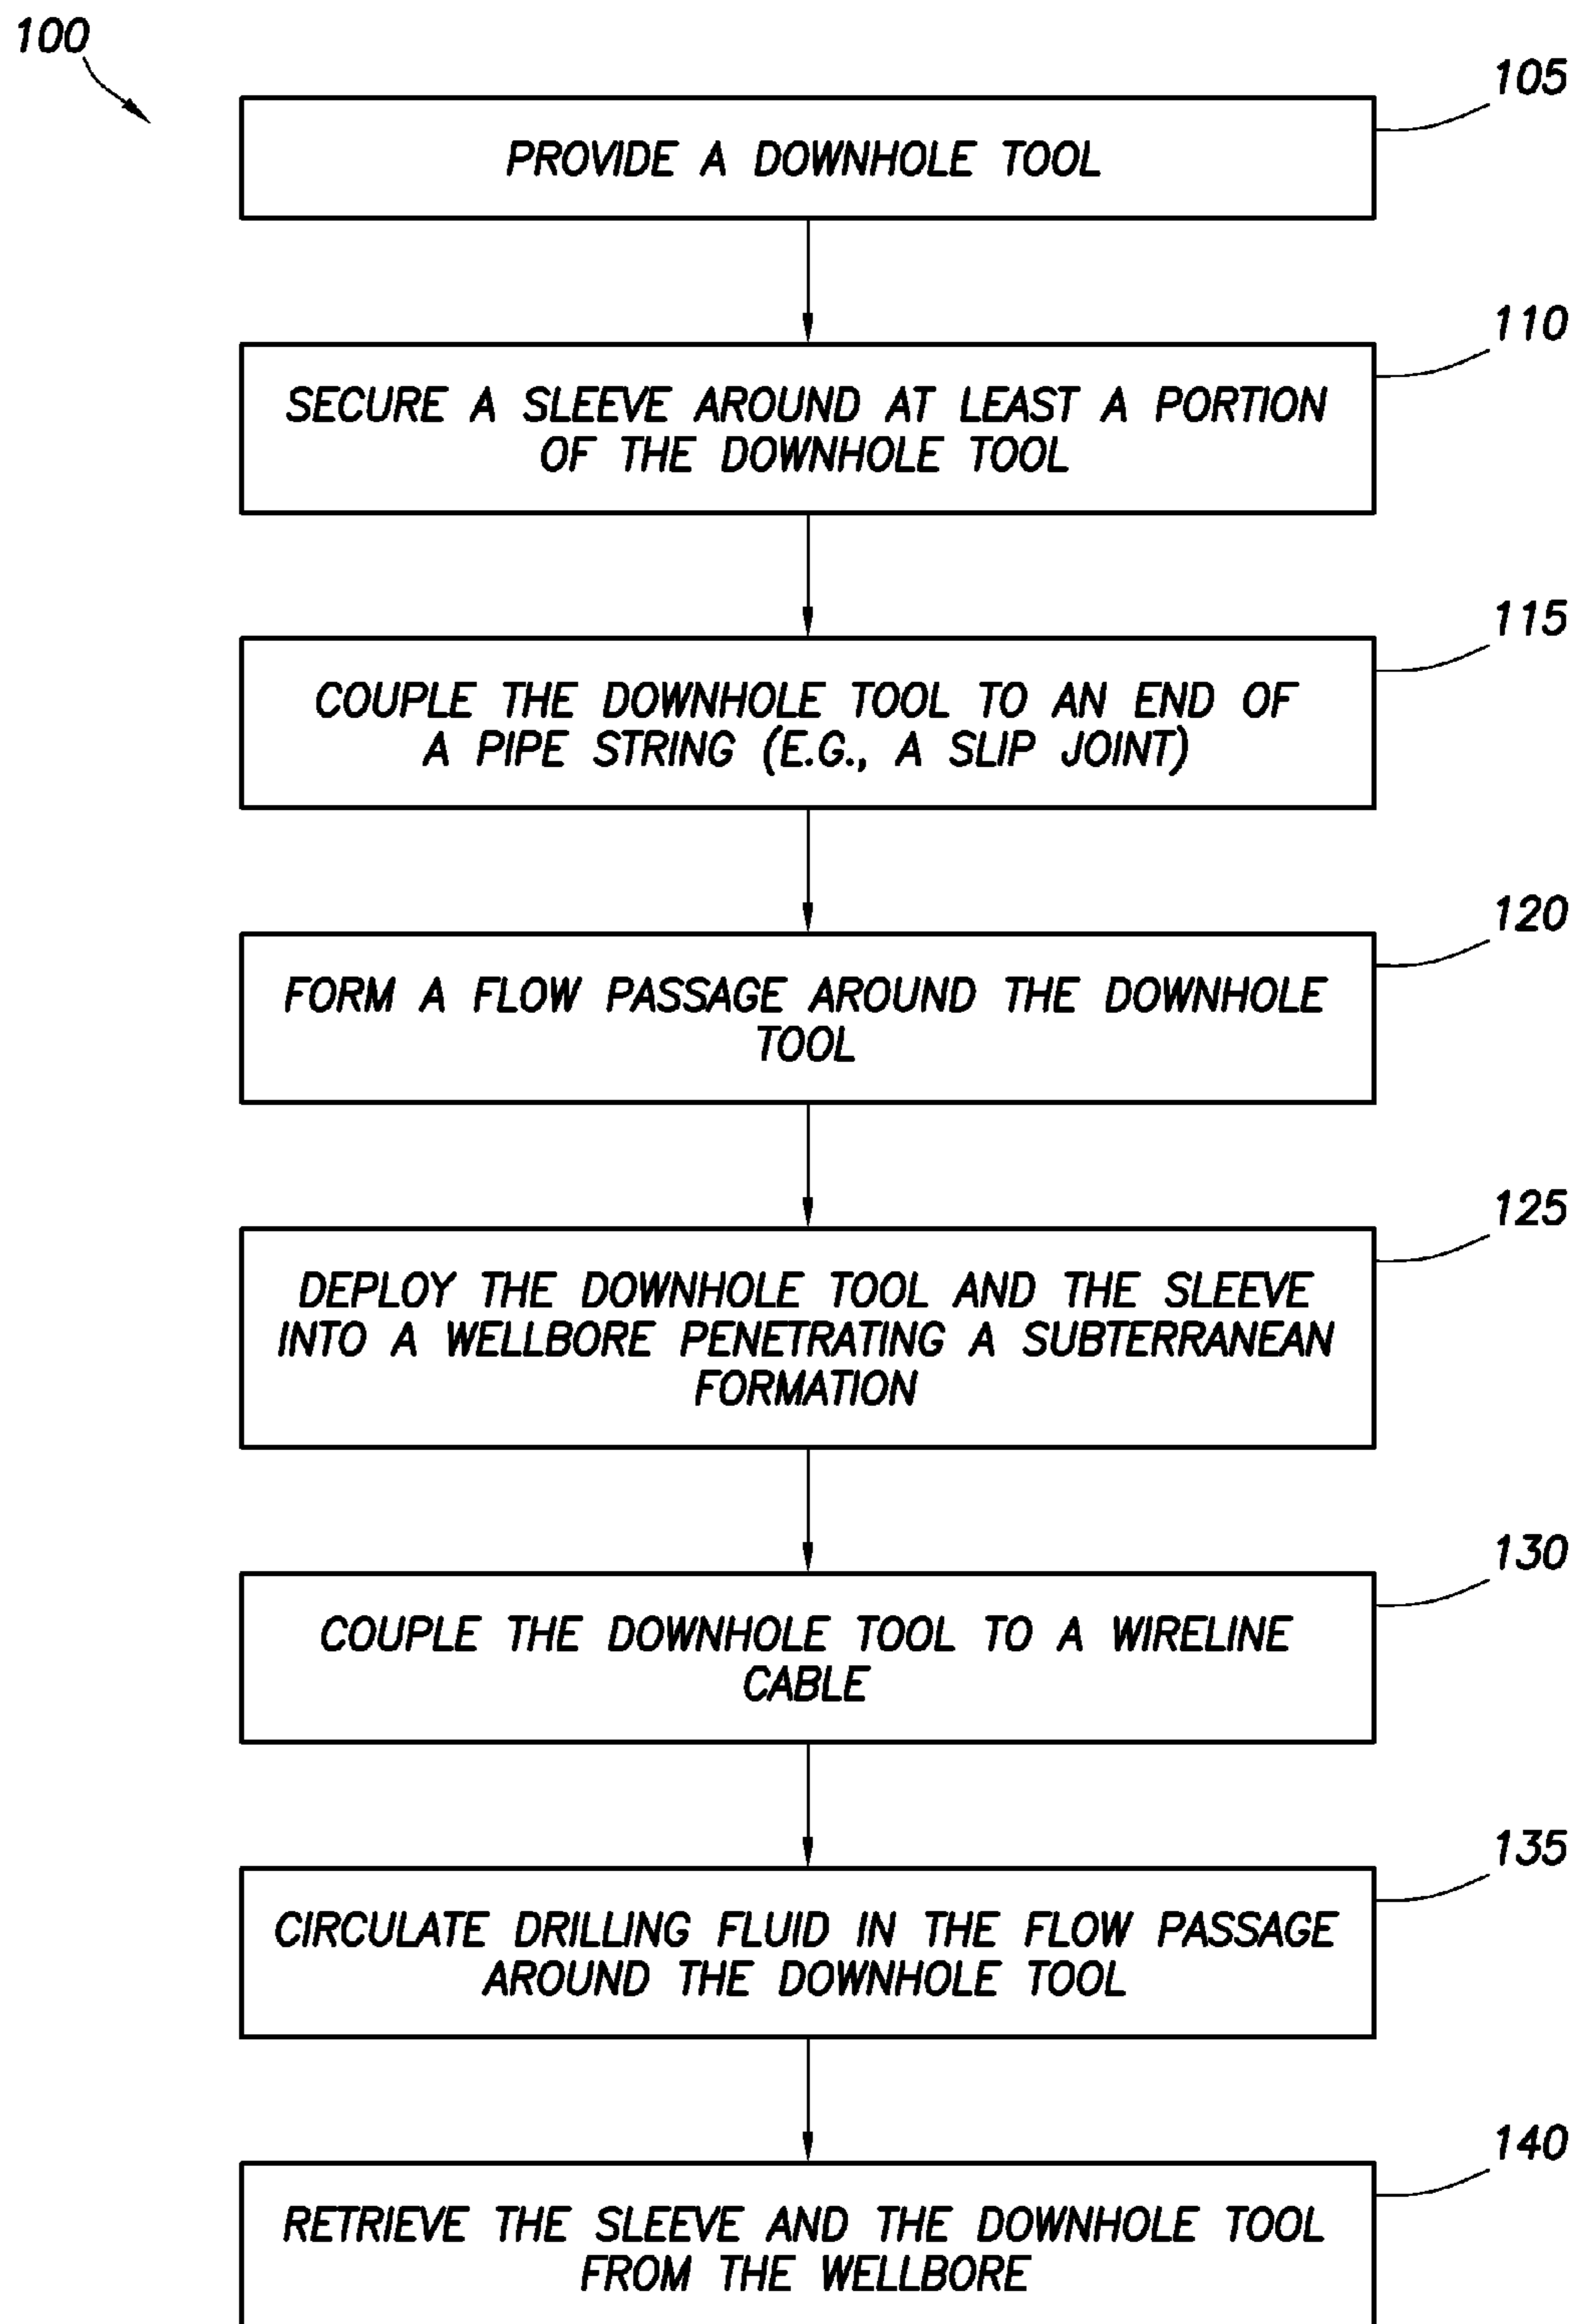 100
105
PROVIDE A DOWNHOLE TOOL
110
SECURE A SLEEVE AROUND AT LEAST A PORTION
OF THE DOWNHOLE TOOL
115
COUPLE THE DOWNHOLE TOOL TO AN END OF
A PIPE STRING (E.G., A SLIP JOINT)
120
FORM A FLOW PASSAGE AROUND THE DOWNHOLE
TOOL
125
DEPLOY THE DOWNHOLE TOOL AND THE SLEEVE
INTO A WELLBORE PENETRATING A SUBTERRANEAN
FORMATION
130
COUPLE THE DOWNHOLE TOOL TO A WIRELINE
CABLE
135
CIRCULATE DRILLING FLUID IN THE FLOW PASSAGE
AROUND THE DOWNHOLE TOOL
140
RETRIEVE THE SLEEVE AND THE DOWNHOLE TOOL
FROM THE WELLBORE